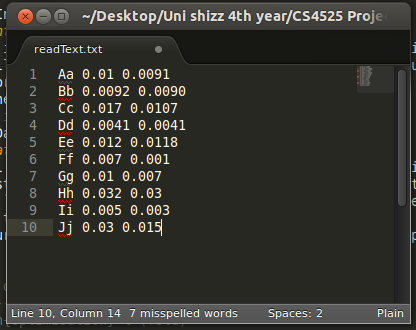 ~/Desktop/Uni shizz 4th year/CS4525 Proje
readText.txt
1 Aa 0.01 0.0091
2 Bb 0.0092 0.0090
3 Cc 0.017 0.0107
4 Dd 0.0041 0.0041
5 Ee 0.012 0.0118
6 Ff 0.007 0.001
7 Gg 0.01 0.007
8 Hh 0.032 0.03
9 Ii 0.005 0.003
10 Jj 0.03 0.015
Line 10, Column 14 7 misspelled words Spaces: 2 Plain